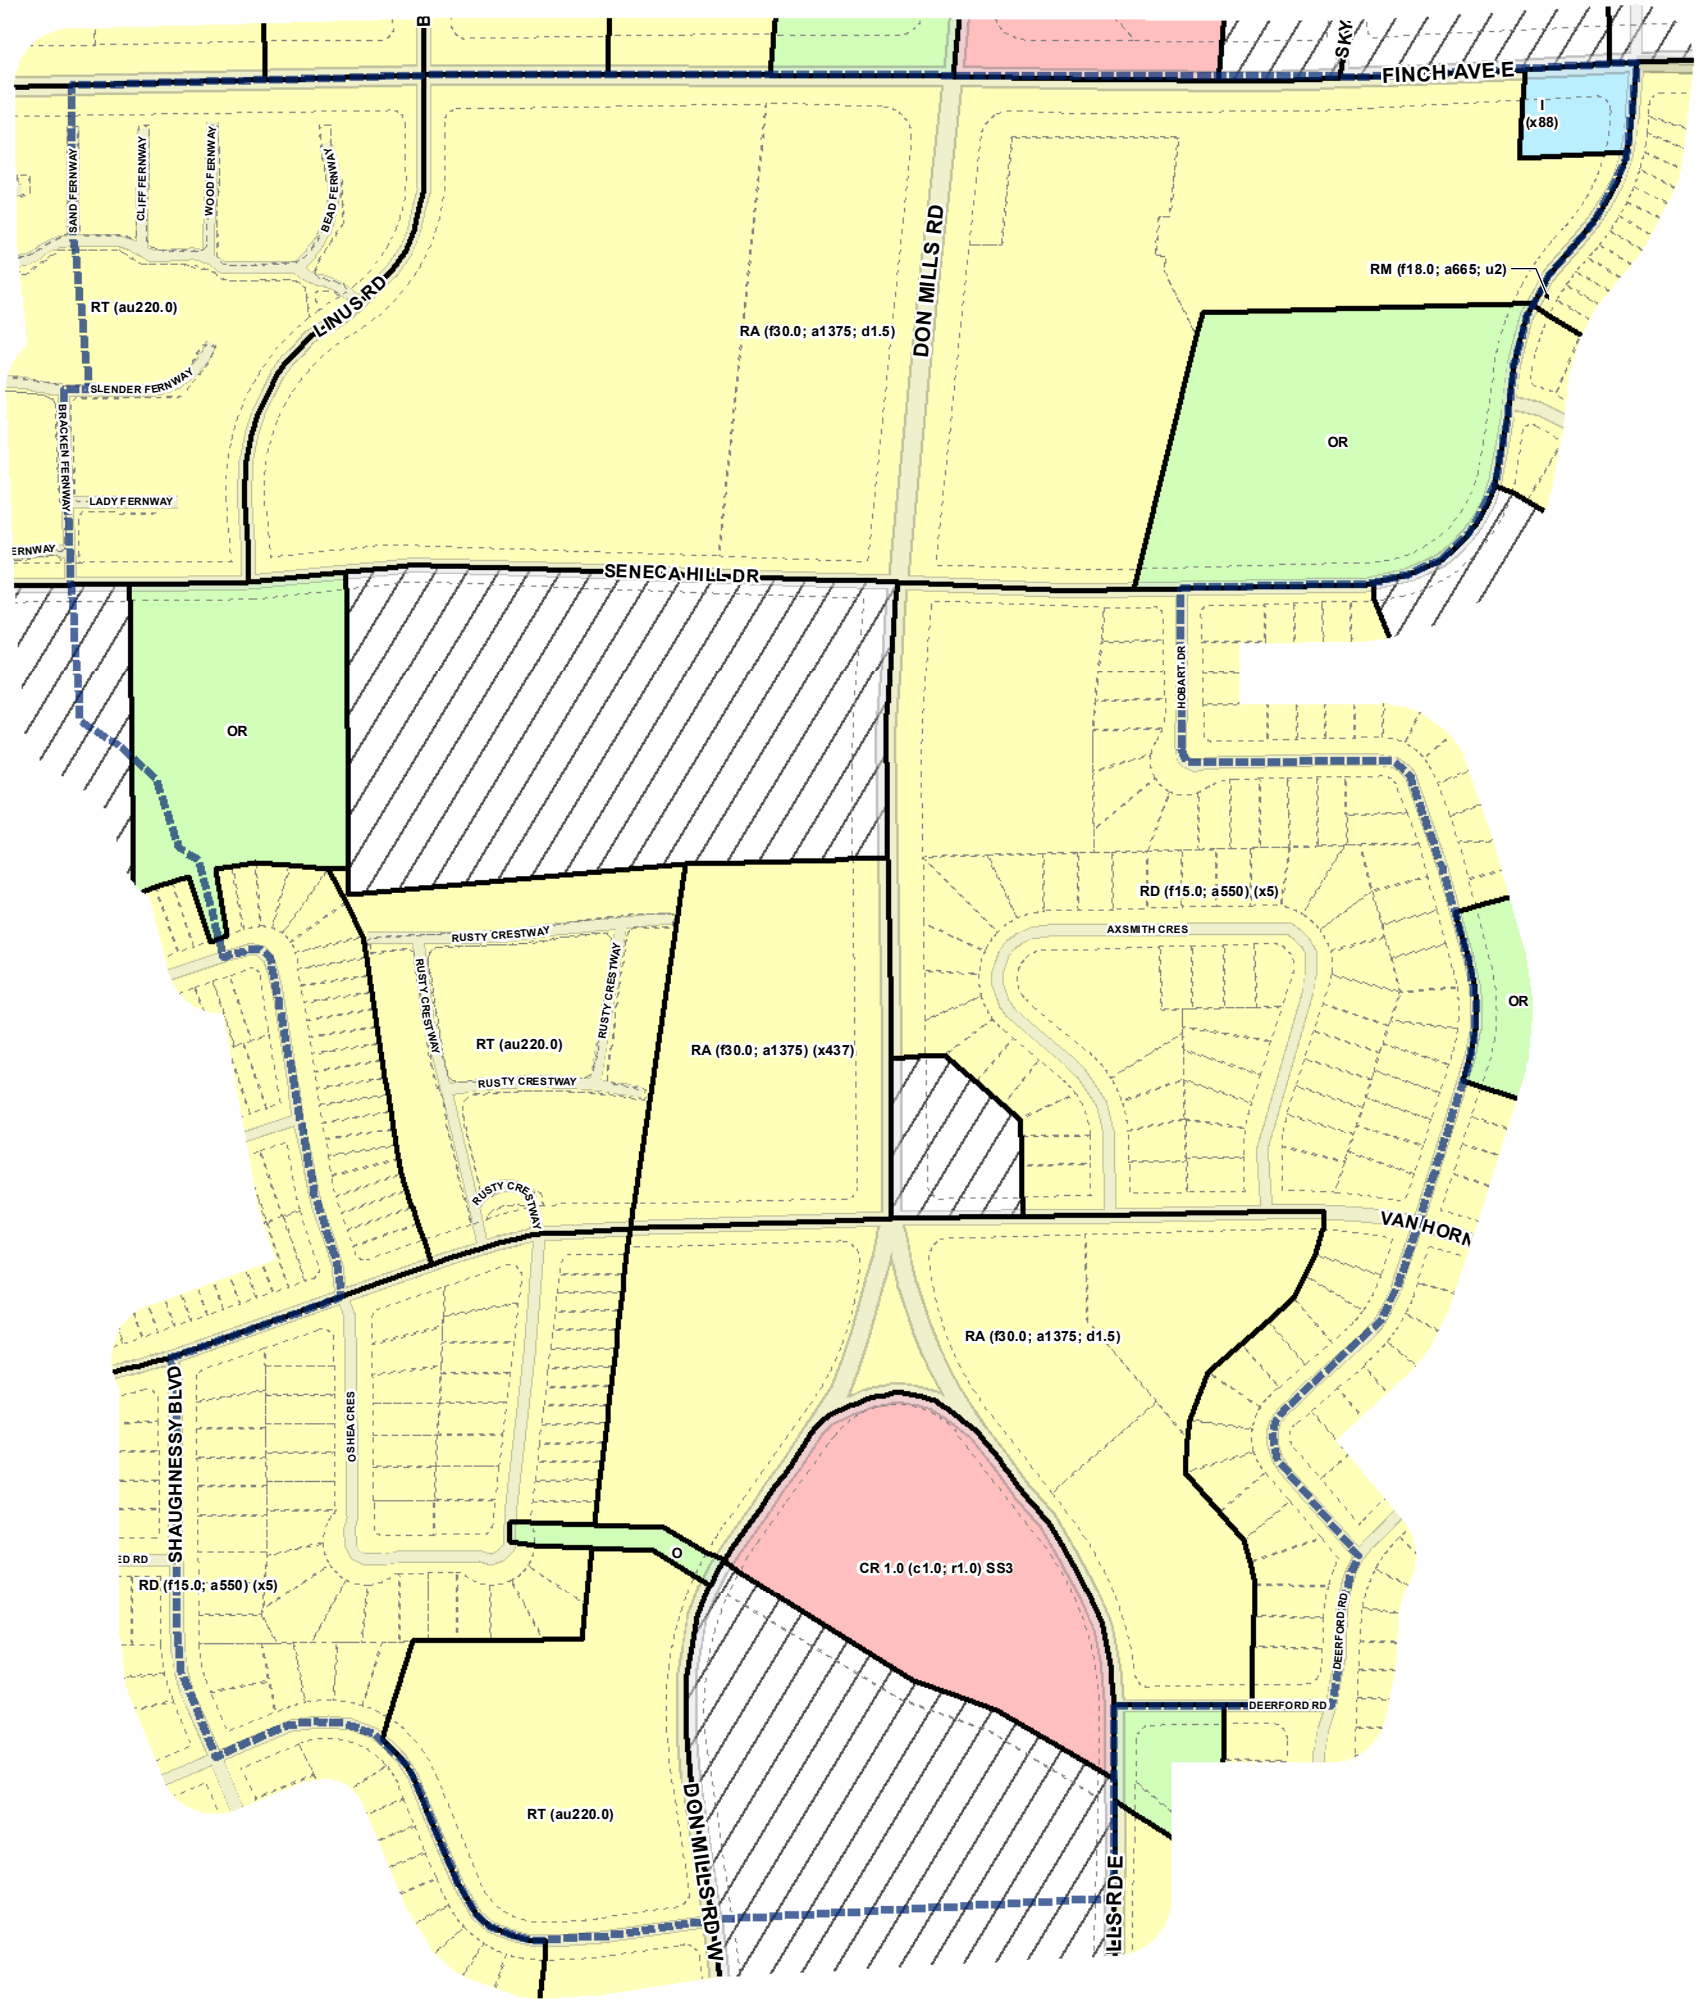 B
SKY
FINCH AVE E
I
(x88)
SAND FERNWAY
CLIFF FERNWAY
WOOD FERNWAY
BEAD FERNWAY
DON MILLS RD
RM (f18.0; a665; u2)
RT (au220.0)
LINUS RD
RA (f30.0; a1375; d1.5)
SLENDER FERNWAY
BRACKEN FERNWAY
OR
LADY FERNWAY
ERNWAY
SENECA HILL DR
HOBART DR
OR
RD (f15.0; a550) (x5)
RUSTY CRESTWAY
AXSMITH CRES
RUSTY CRESTWAY
RUSTY CRESTWAY
OR
RT (au220.0)
RA (f30.0; a1375) (x437)
RUSTY CRESTWAY
RUSTY CRESTWAY
VAN HORN
RA (f30.0; a1375; d1.5)
SHAUGHNESSY BLVD
OSHEA CRES
ED RD
O
CR 1.0 (c1.0; r1.0) SS3
RD (f15.0; a550) (x5)
DEERFORD RD
DEERFORD RD
RT (au220.0)
DON MILLS RD W
LLS RD E